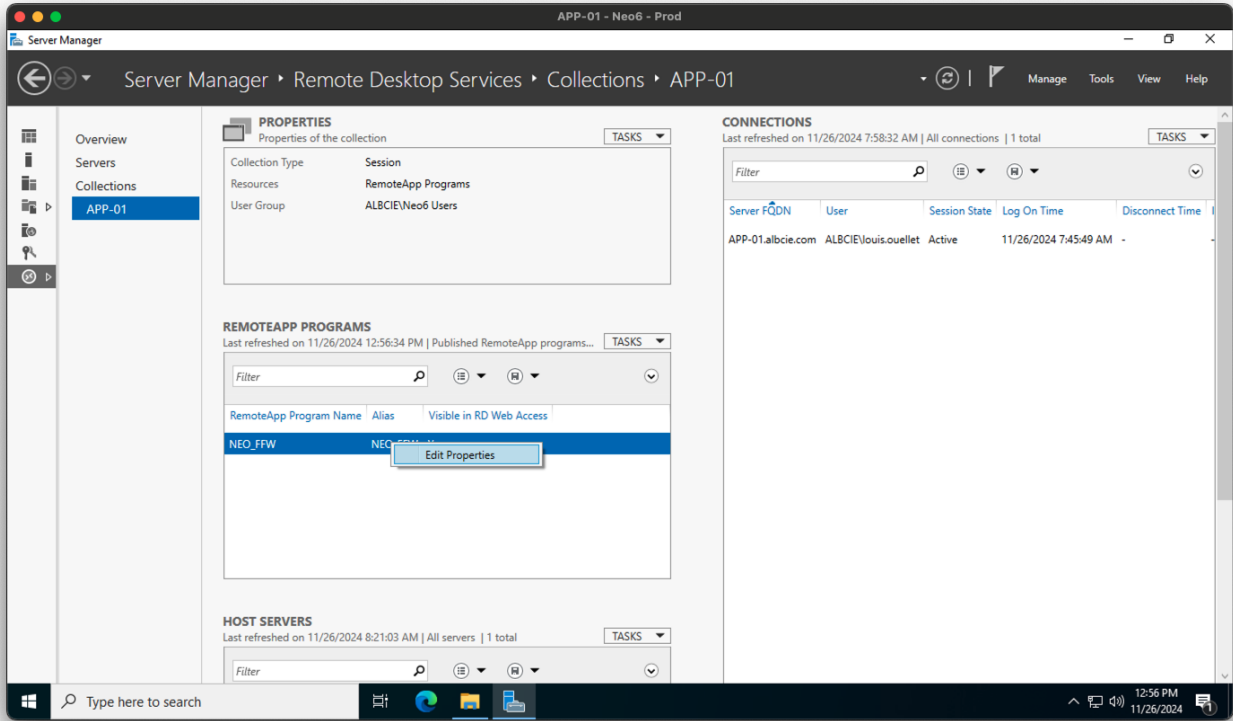 APP-01 - Neo6 - Prod
Server Manager
Server Manager ‣ Remote Desktop Services ‣ Collections ‣ APP-01
Manage Tools View Help
Overview
Servers
Collections
APP-01
PROPERTIES
Properties of the collection
TASKS
Collection Type Session
Resources RemoteApp Programs
User Group ALBCIE\Neo6 Users
REMOTEAPP PROGRAMS
Last refreshed on 11/26/2024 12:56:34 PM | Published RemoteApp programs...
TASKS
Filter
RemoteApp Program Name Alias Visible in RD Web Access
NEO_FFW
Edit Properties
HOST SERVERS
Last refreshed on 11/26/2024 8:21:03 AM | All servers | 1 total
TASKS
Filter
CONNECTIONS
Last refreshed on 11/26/2024 7:58:32 AM | All connections | 1 total
TASKS
Filter
Server FQDN User Session State Log On Time Disconnect Time
APP-01.albcie.com ALBCIE\louis.ouellet Active 11/26/2024 7:45:49 AM - -
Type here to search
12:56 PM
11/26/2024
1